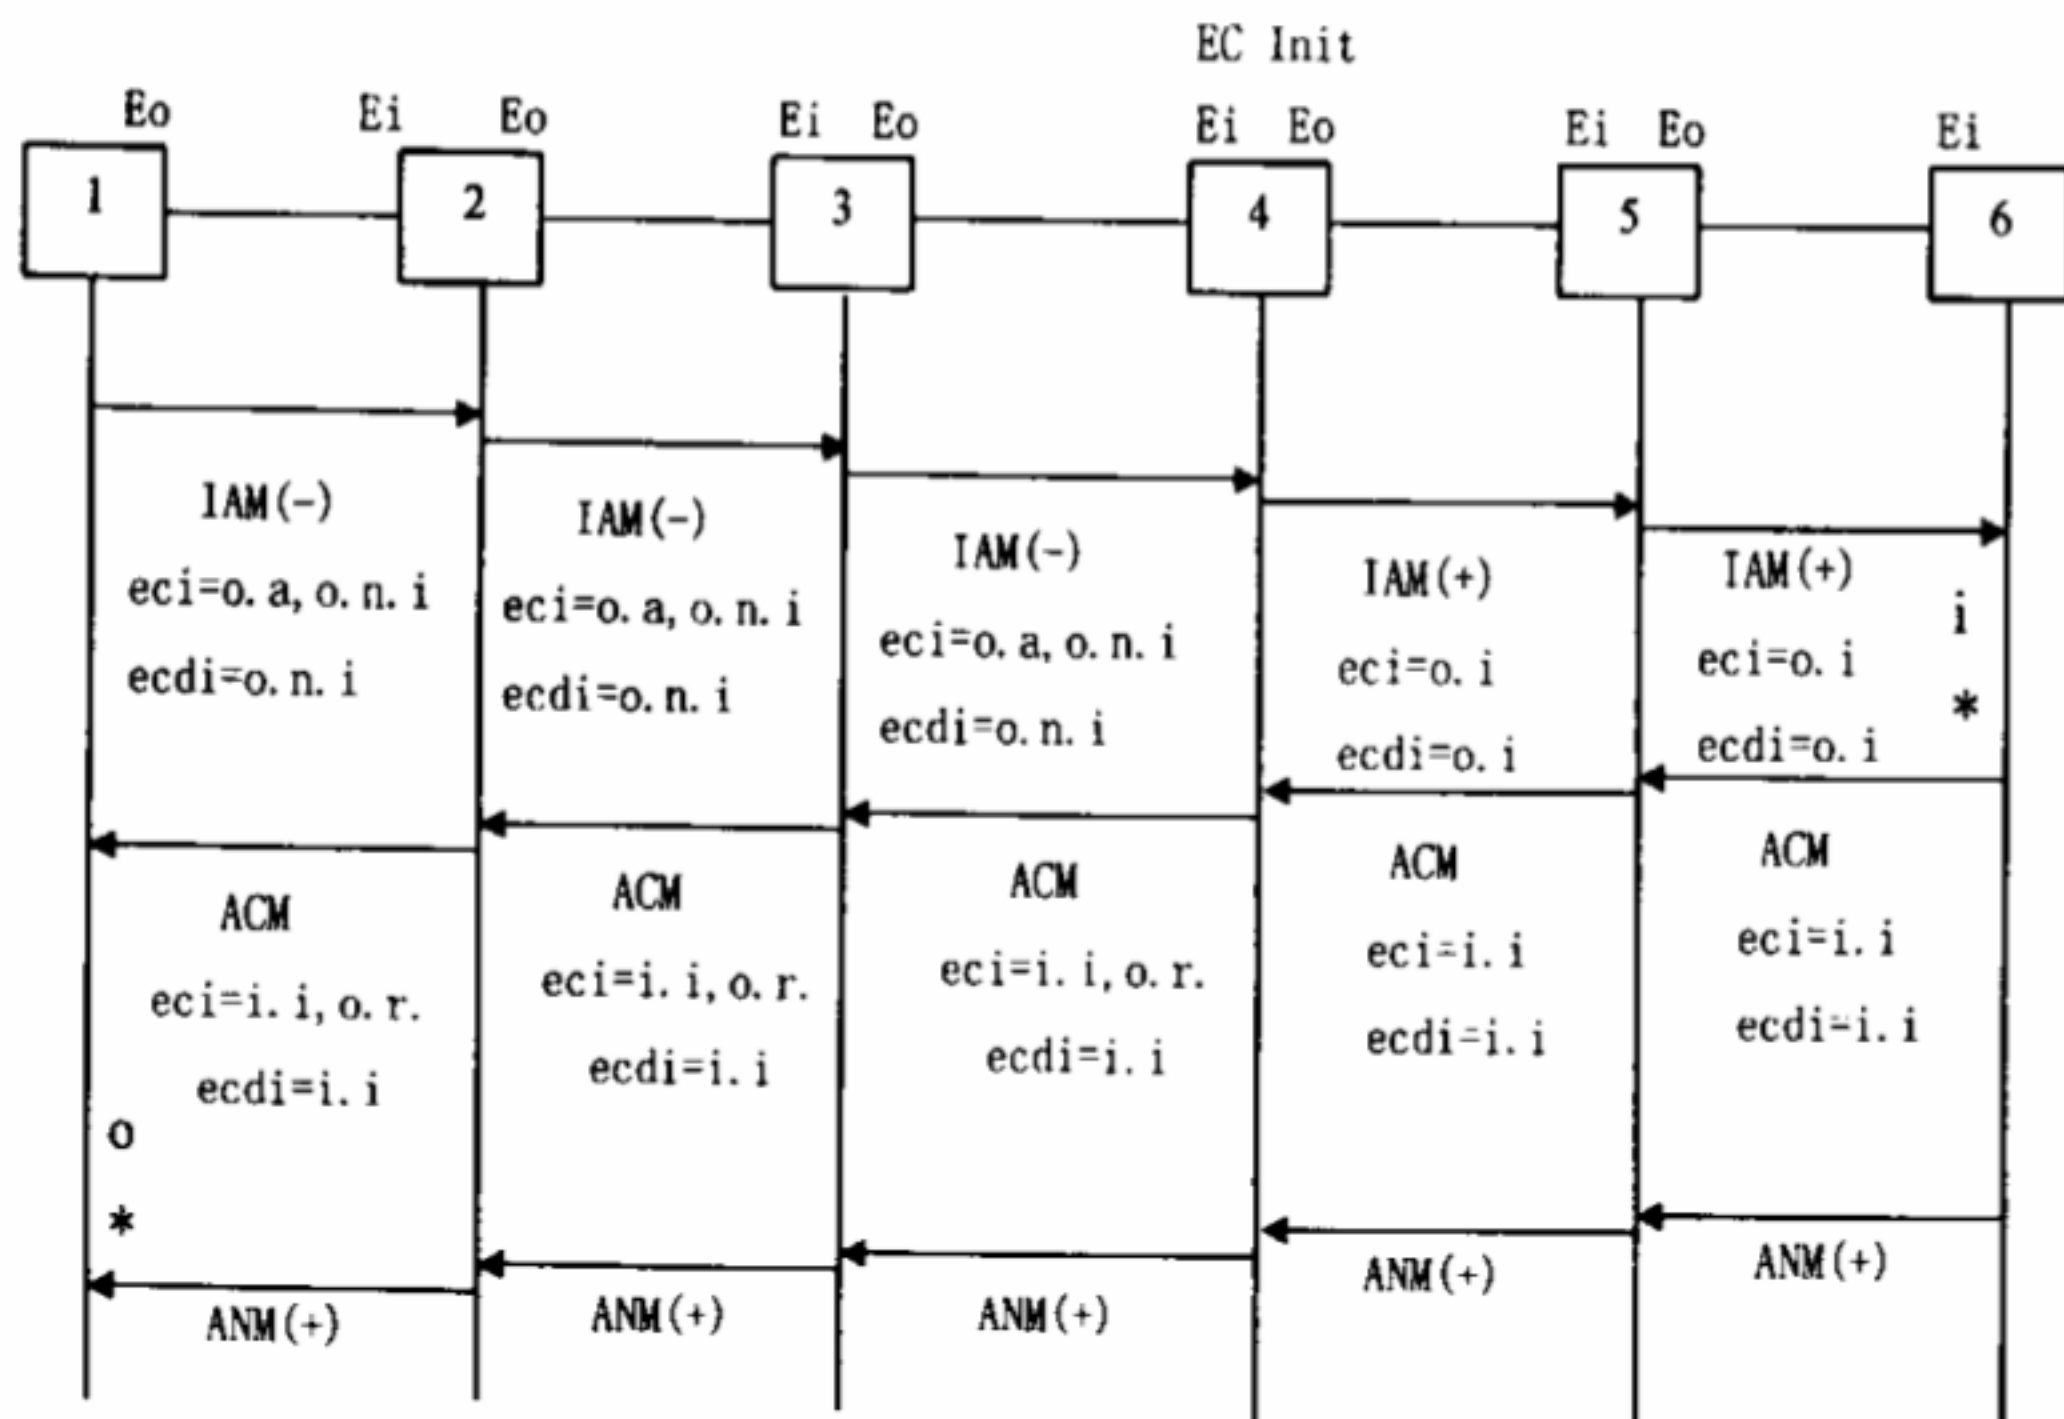 EC Init
Eo Ei Eo Ei Eo Ei Eo Ei Eo Ei
1 2 3 4 5 6
IAM(-)
eci=o.a, o.n.i
ecdi=o.n.i
IAM(-)
eci=o.a, o.n.i
ecdi=o.n.i
IAM(-)
eci=o.a, o.n.i
ecdi=o.n.i
IAM(+)
eci=o.i
ecdi=o.i
IAM(+)
eci=o.i
ecdi=o.i
i
*
ACM
eci=i.i, o.r.
ecdi=i.i
o
*
ACM
eci=i.i, o.r.
ecdi=i.i
ACM
eci=i.i, o.r.
ecdi=i.i
ACM
eci=i.i
ecdi=i.i
ACM
eci=i.i
ecdi=i.i
ANM(+)
ANM(+)
ANM(+)
ANM(+)
ANM(+)